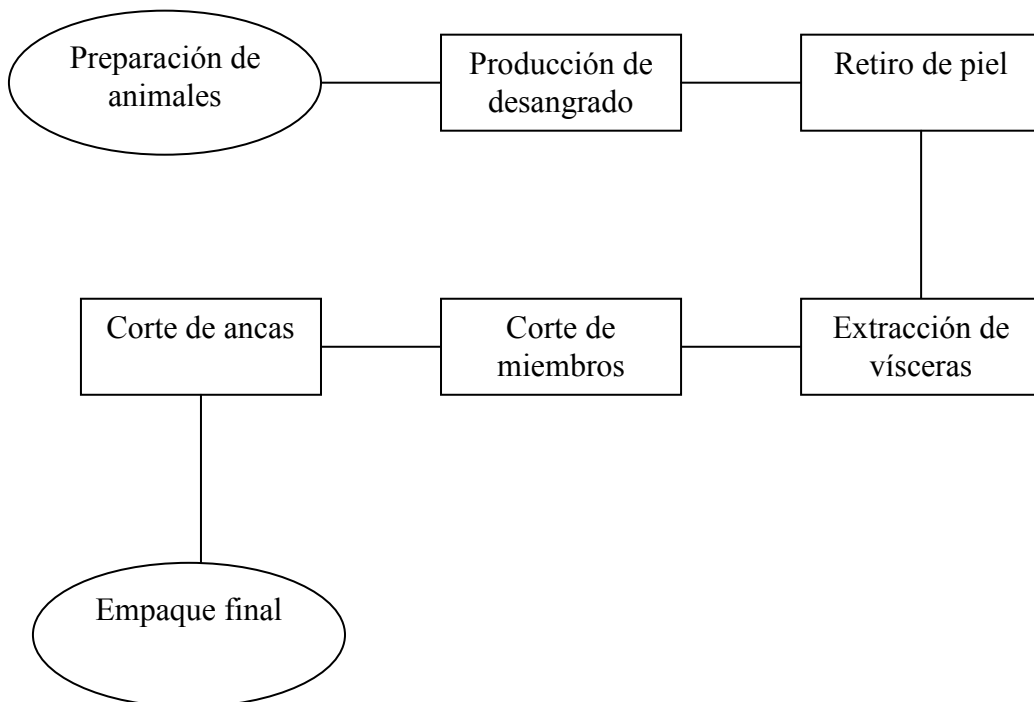 Preparación de
animales
Producción de
desangrado
Retiro de piel
Extracción de
vísceras
Corte de
miembros
Corte de ancas
Empaque final